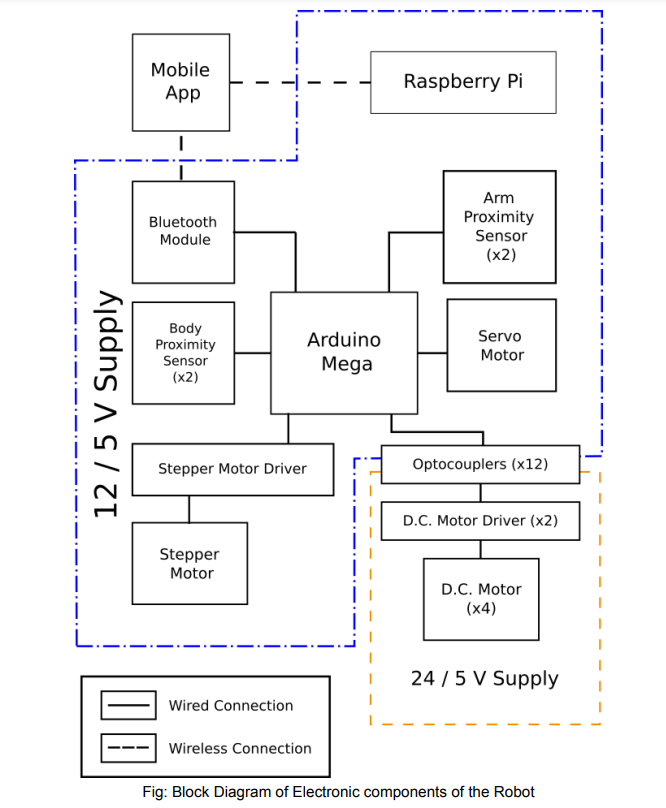 Mobile
App
Raspberry Pi
Bluetooth
Module
Arm
Proximity
Sensor
(x2)
Body
Proximity
Sensor
(x2)
Arduino
Mega
Servo
Motor
12 / 5 V Supply
Stepper Motor Driver
Optocouplers (x12)
D.C. Motor Driver (x2)
Stepper
Motor
D.C. Motor
(x4)
24 / 5 V Supply
Wired Connection
Wireless Connection
Fig: Block Diagram of Electronic components of the Robot